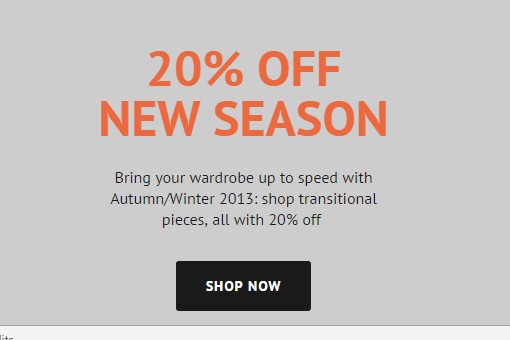 20% OFF
NEW SEASON
Bring your wardrobe up to speed with
Autumn/Winter 2013: shop transitional
pieces, all with 20% off
SHOP NOW